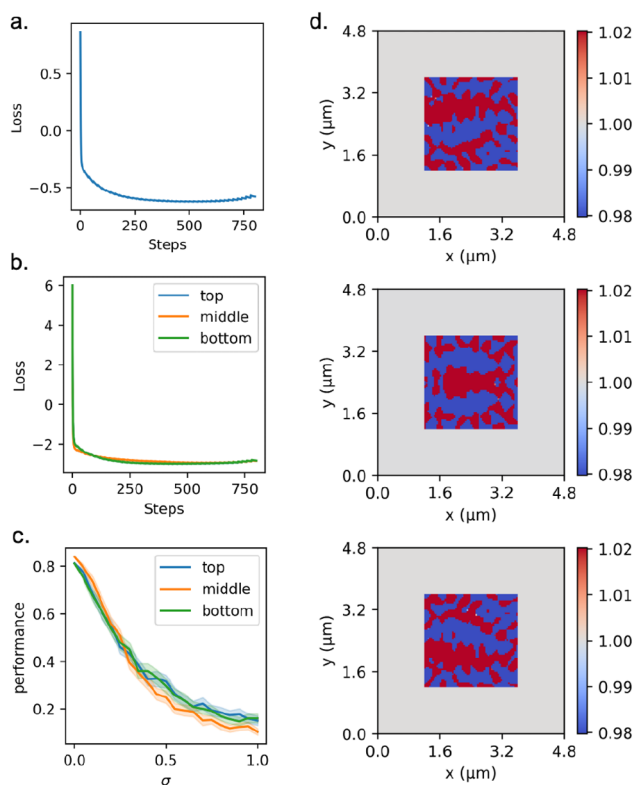 a.
0.5
0.0
−0.5
Loss
0
250
500
750
Steps
b.
6
4
2
0
−2
Loss
top
middle
bottom
0
250
500
750
Steps
c.
0.8
0.6
0.4
0.2
performance
top
middle
bottom
0.0
0.5
1.0
σ
d.
4.8
3.2
1.6
0.0
y (μm)
0.0
1.6
3.2
4.8
x (μm)
1.02
1.01
1.00
0.99
0.98
4.8
3.2
1.6
0.0
y (μm)
0.0
1.6
3.2
4.8
x (μm)
1.02
1.01
1.00
0.99
0.98
4.8
3.2
1.6
0.0
y (μm)
0.0
1.6
3.2
4.8
x (μm)
1.02
1.01
1.00
0.99
0.98